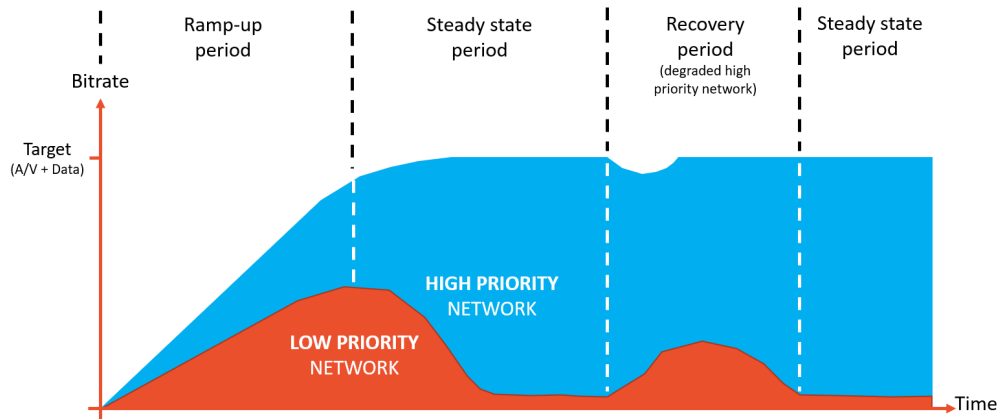 Ramp-up
period
Steady state
period
Recovery
period
(degraded high
priority network)
Steady state
period
Bitrate
Target
(A/V + Data)
HIGH PRIORITY
NETWORK
LOW PRIORITY
NETWORK
Time